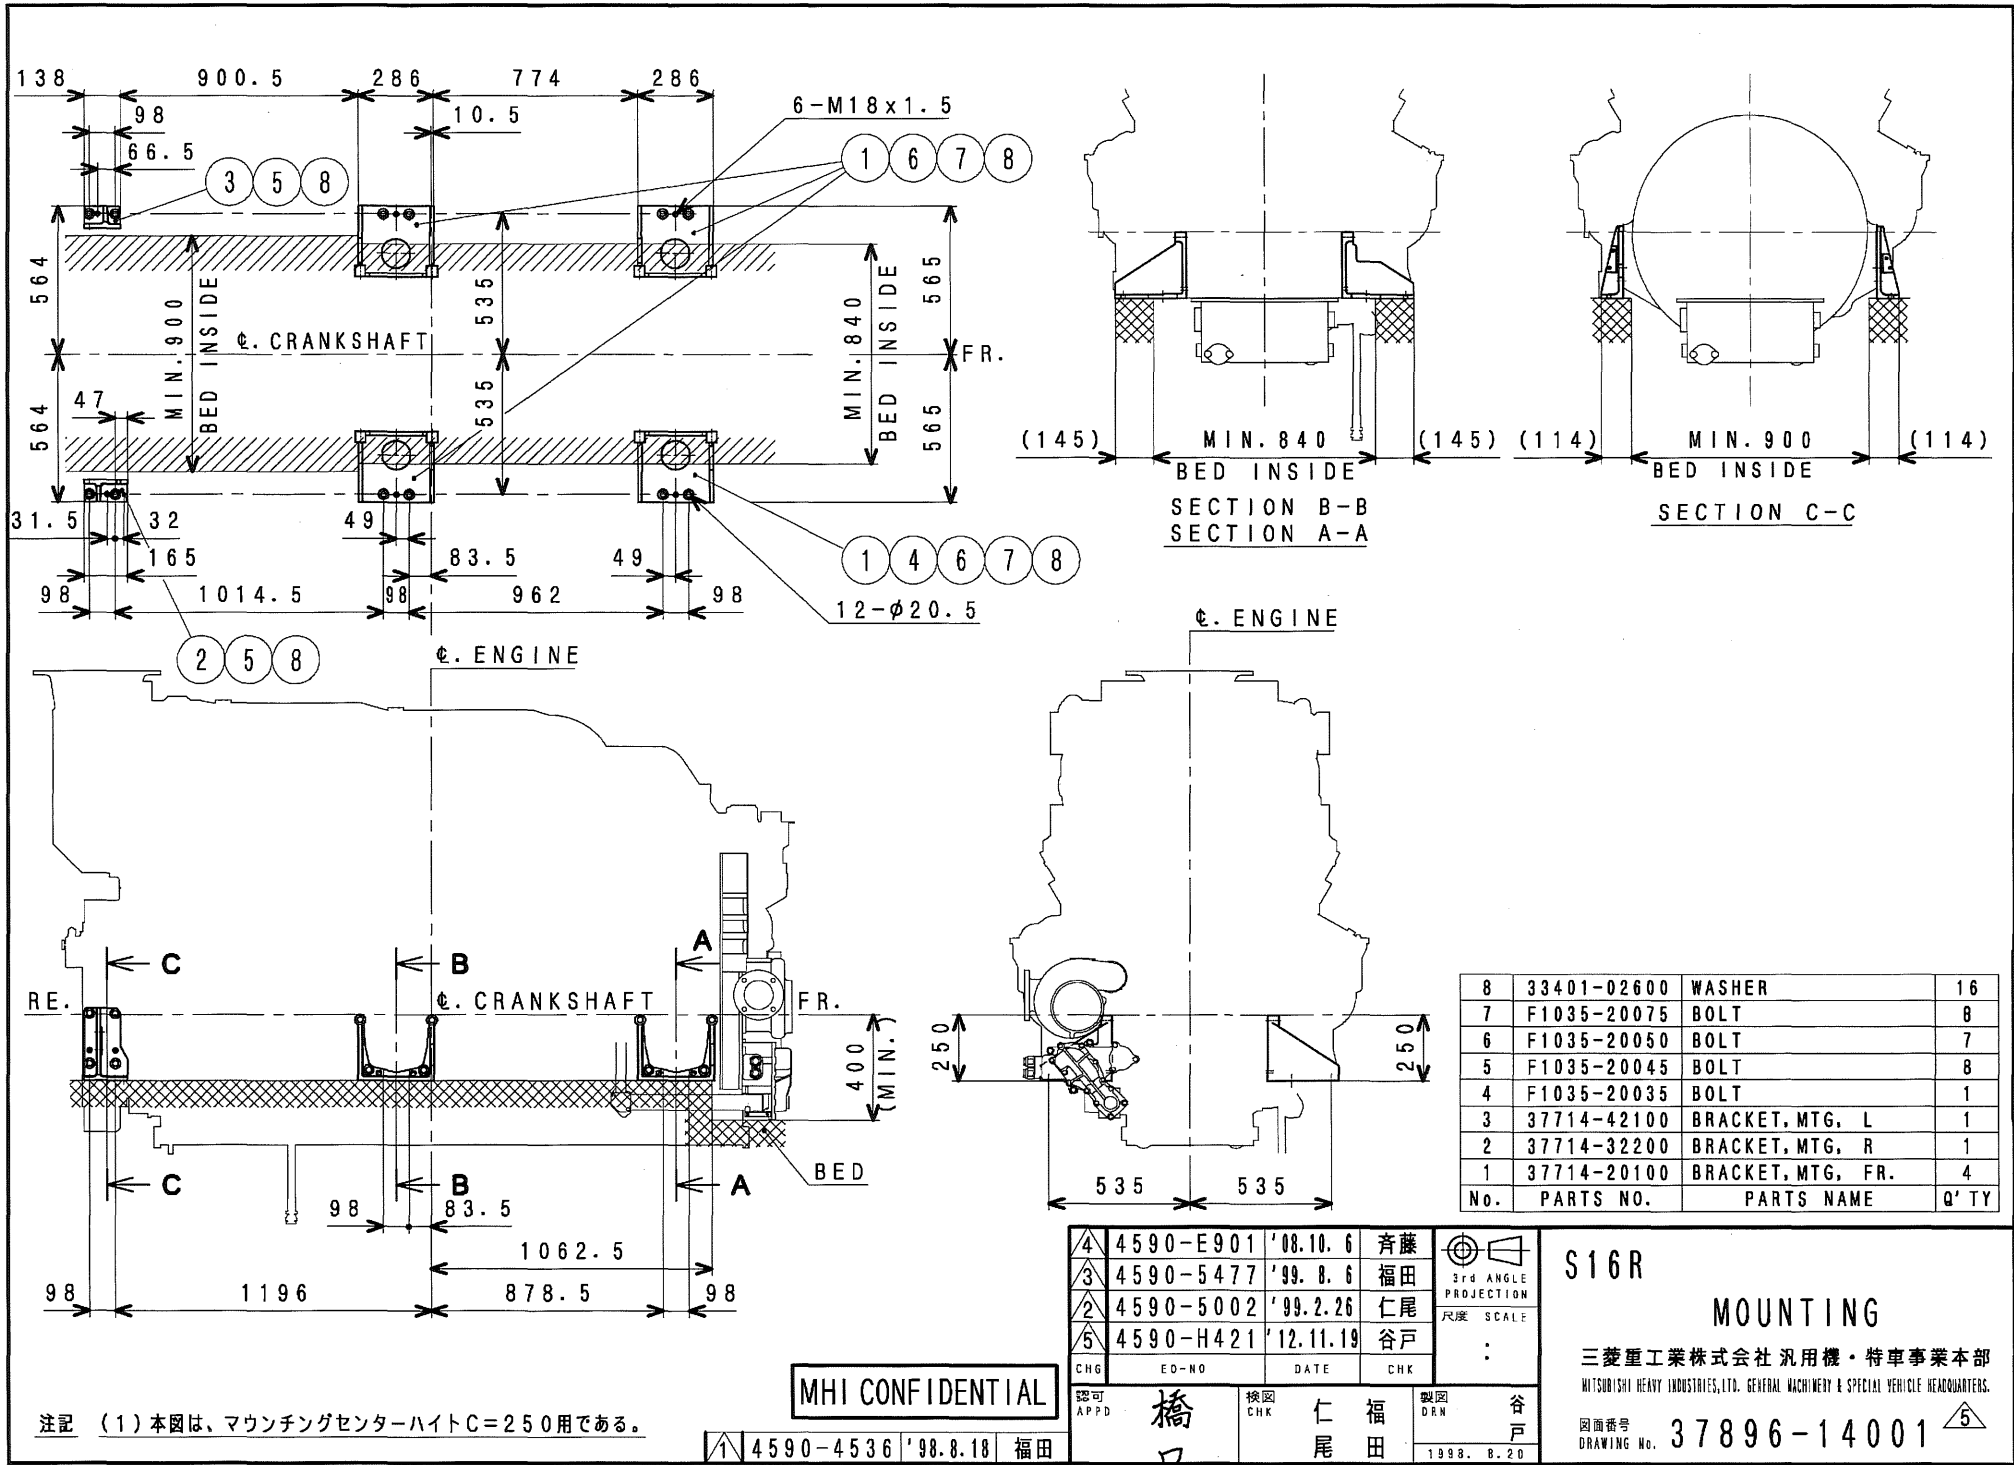 138 900.5 286 774 286
98 10.5 6-M18x1.5
66.5
3 5 8
1 6 7 8
564 MIN.900 BED INSIDE 535 MIN.840 BED INSIDE 565
℄. CRANKSHAFT
FR.
564 47 535 565
31.5 32 49
165 83.5 49
1 4 6 7 8
98 1014.5 98 962 98
12-φ20.5
2 5 8
℄. ENGINE
(145) MIN.840 (145)
BED INSIDE
SECTION B-B
SECTION A-A
(114) MIN.900 (114)
BED INSIDE
SECTION C-C
C B A
RE. ℄. CRANKSHAFT FR.
400 (MIN.)
BED
C B A
98 83.5
1062.5
98 1196 878.5 98
℄. ENGINE
250 250
535 535
8 33401-02600 WASHER 16
7 F1035-20075 BOLT 8
6 F1035-20050 BOLT 7
5 F1035-20045 BOLT 8
4 F1035-20035 BOLT 1
3 37714-42100 BRACKET,MTG, L 1
2 37714-32200 BRACKET,MTG, R 1
1 37714-20100 BRACKET,MTG, FR. 4
No. PARTS NO. PARTS NAME Q'TY
4 4590-E901 '08.10.6 斉藤
3 4590-5477 '99.8.6 福田
2 4590-5002 '99.2.26 仁尾
5 4590-H421 '12.11.19 谷戸
CHG EO-NO DATE CHK
3rd ANGLE
PROJECTION
尺度 SCALE
:
認可 APPD 橋
検図 CHK 仁尾 福田
製図 DRN 谷戸
1998. 8.20
S16R
MOUNTING
三菱重工業株式会社 汎用機・特車事業本部
MITSUBISHI HEAVY INDUSTRIES,LTD. GENERAL MACHINERY & SPECIAL VEHICLE HEADQUARTERS.
図面番号
DRAWING No. 37896-14001 5
MHI CONFIDENTIAL
注記 (1)本図は、マウンチングセンターハイトC=250用である。
1 4590-4536 '98.8.18 福田